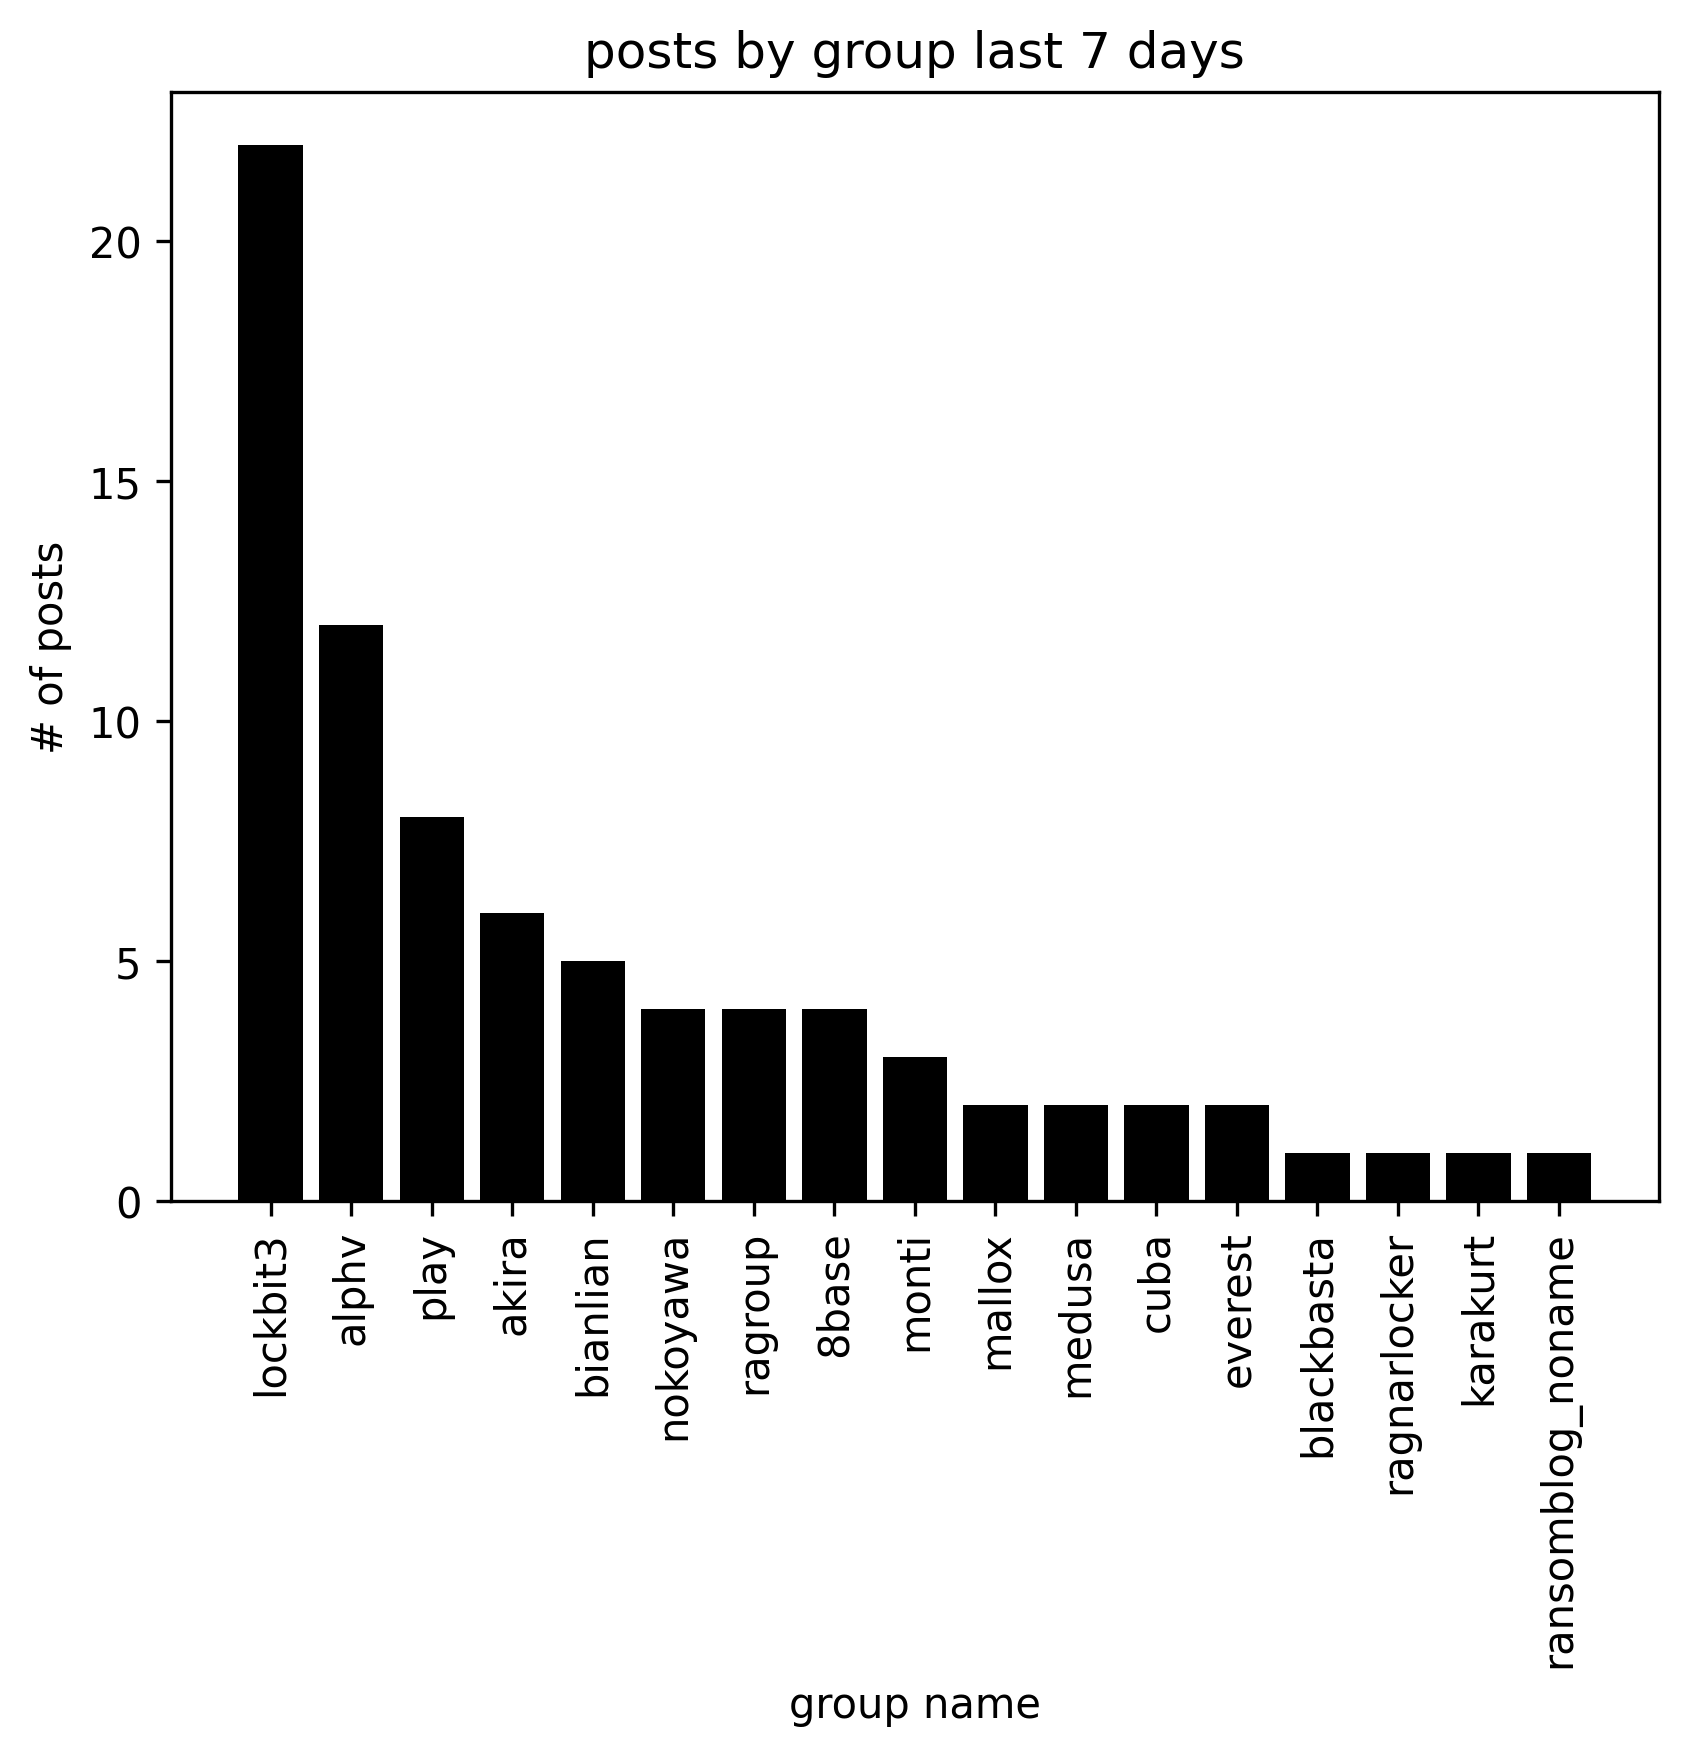 posts by group last 7 days
# of posts
20
15
10
5
0
lockbit3
alphv
play
akira
bianlian
nokoyawa
ragroup
8base
monti
mallox
medusa
cuba
everest
blackbasta
ragnarlocker
karakurt
ransomblog_noname
group name